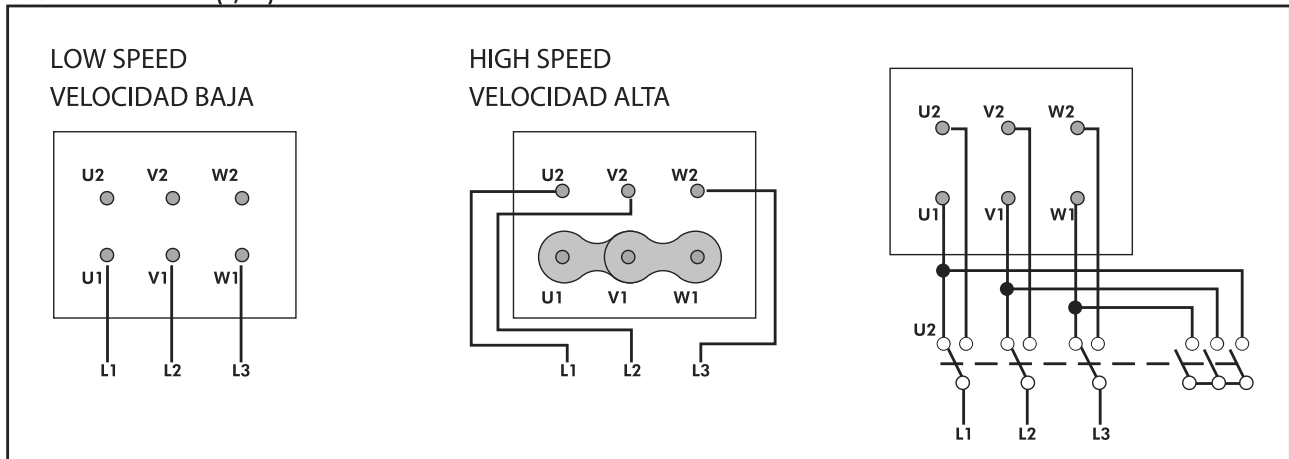 LOW SPEED
VELOCIDAD BAJA
U2 V2 W2
U1 V1 W1
L1 L2 L3
HIGH SPEED
VELOCIDAD ALTA
U2 V2 W2
U1 V1 W1
L1 L2 L3
U2 V2 W2
U1 V1 W1
U2
L1 L2 L3